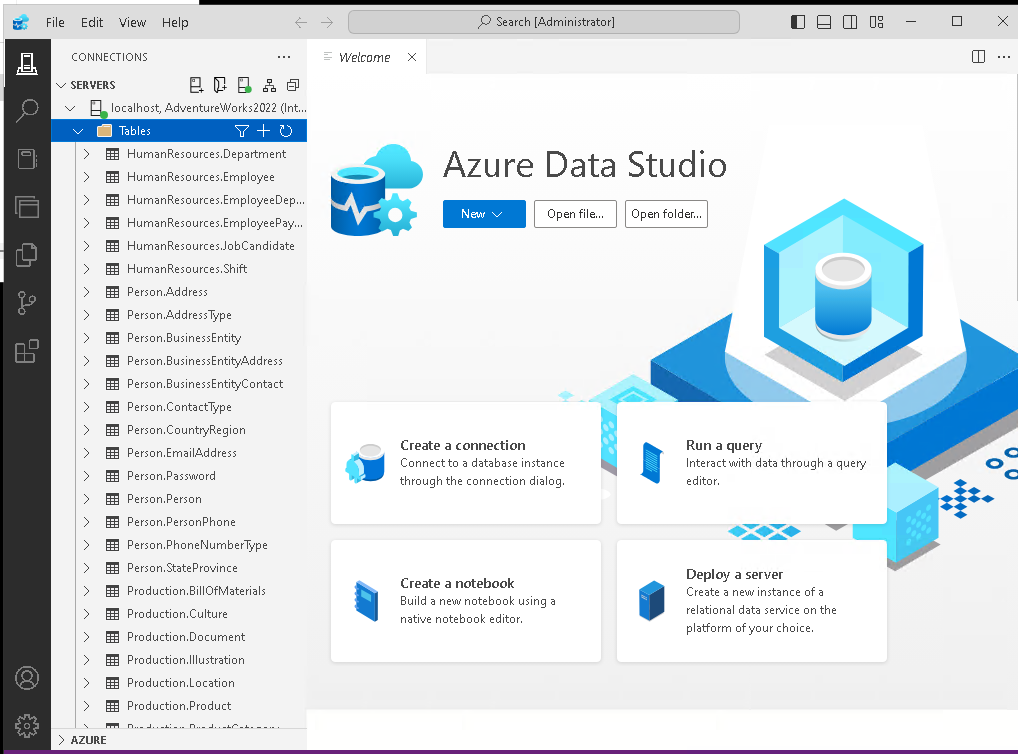 File Edit View Help
Search [Administrator]
CONNECTIONS
SERVERS
localhost, AdventureWorks2022 (Int...
Tables
HumanResources.Department
HumanResources.Employee
HumanResources.EmployeeDep...
HumanResources.EmployeePay...
HumanResources.JobCandidate
HumanResources.Shift
Person.Address
Person.AddressType
Person.BusinessEntity
Person.BusinessEntityAddress
Person.BusinessEntityContact
Person.ContactType
Person.CountryRegion
Person.EmailAddress
Person.Password
Person.Person
Person.PersonPhone
Person.PhoneNumberType
Person.StateProvince
Production.BillOfMaterials
Production.Culture
Production.Document
Production.Illustration
Production.Location
Production.Product
Production.ProductCategory
AZURE
Welcome
Azure Data Studio
New
Open file...
Open folder...
Create a connection
Connect to a database instance
through the connection dialog.
Run a query
Interact with data through a query
editor.
Create a notebook
Build a new notebook using a
native notebook editor.
Deploy a server
Create a new instance of a
relational data service on the
platform of your choice.